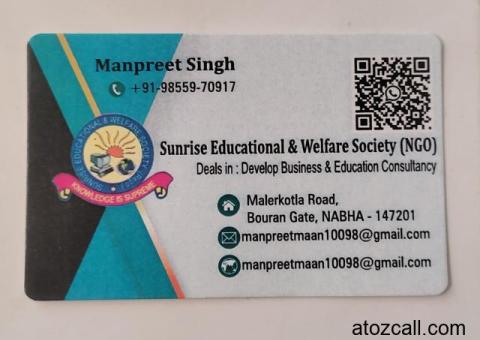 Manpreet Singh
+91-98559-70917
SUNRISE EDUCATIONAL & WELFARE SOCIETY
KNOWLEDGE IS SUPREME
Sunrise Educational & Welfare Society (NGO)
Deals in : Develop Business & Education Consultancy
Malerkotla Road,
Bouran Gate, NABHA - 147201
manpreetmaan10098@gmail.com
manpreetmaan10098@gmail.com
atozcall.com